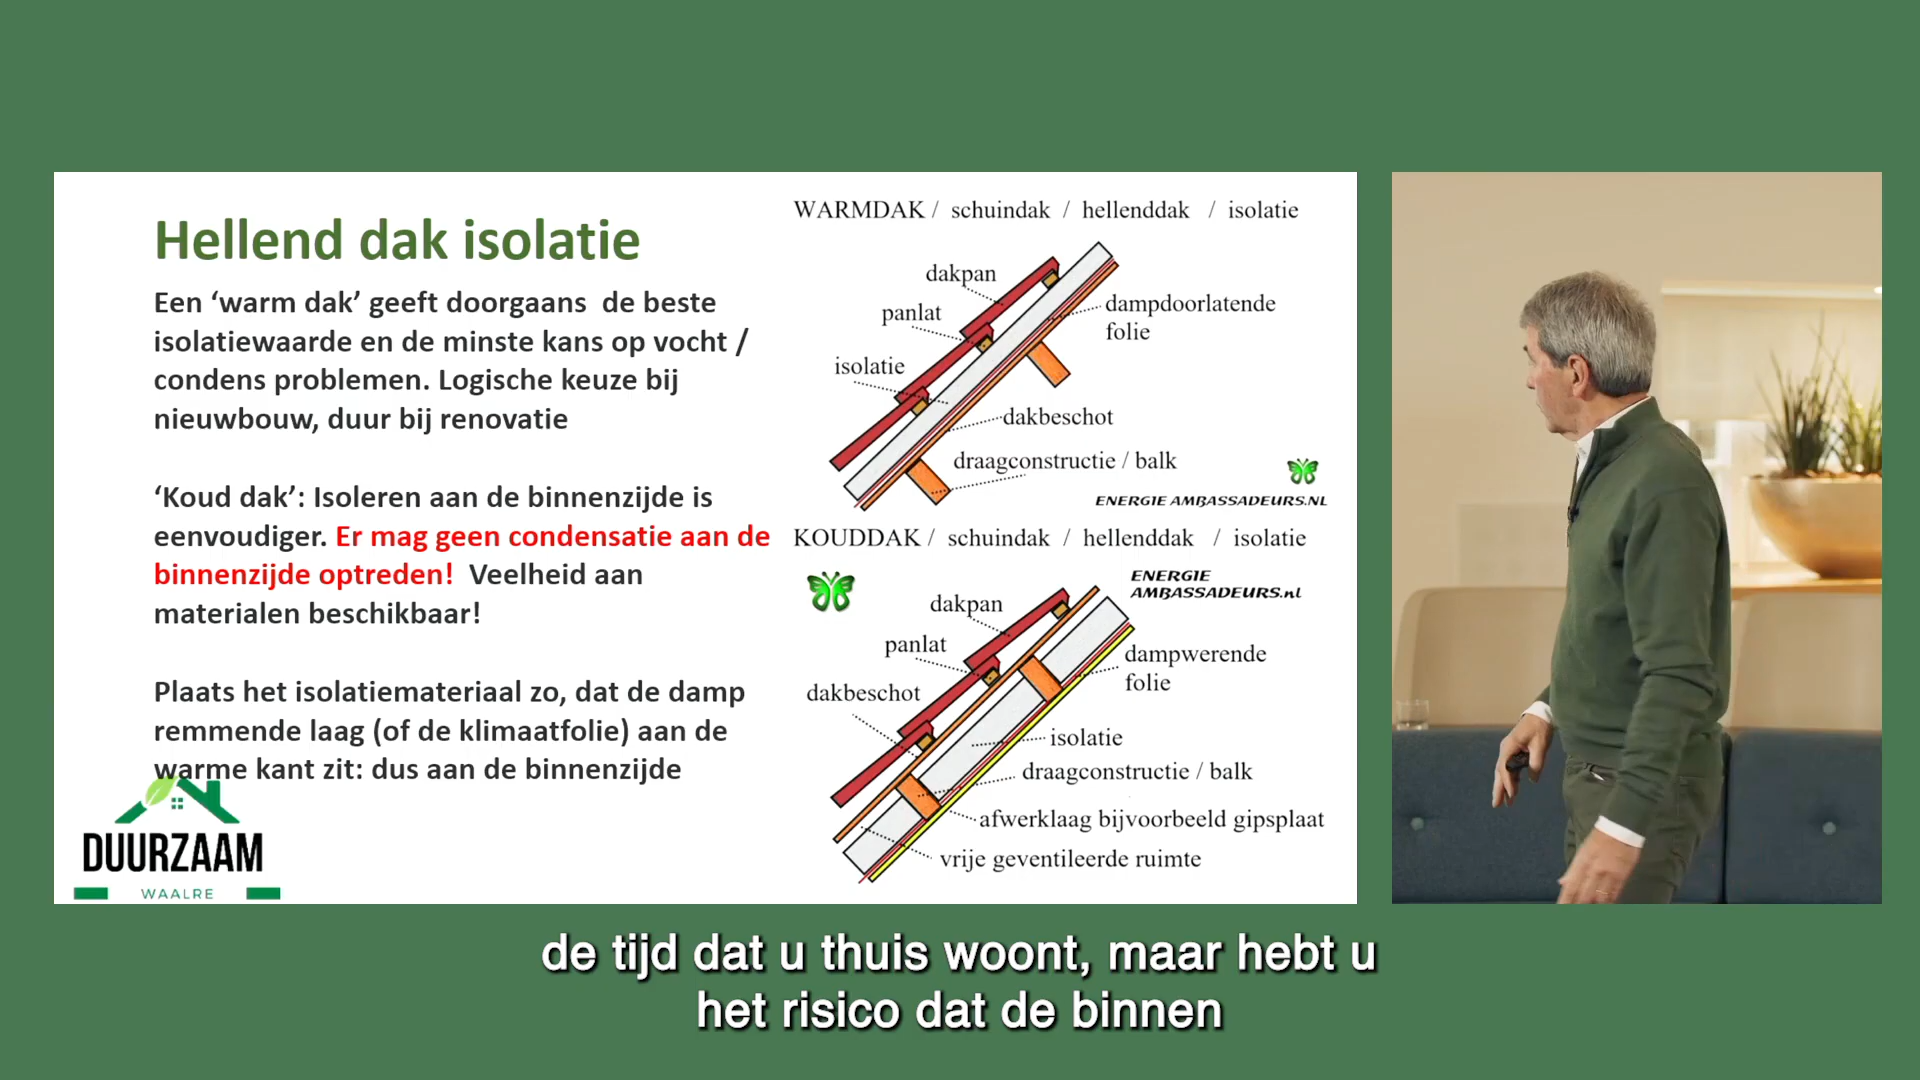 Hellend dak isolatie
Een ‘warm dak’ geeft doorgaans de beste
isolatiewaarde en de minste kans op vocht /
condens problemen. Logische keuze bij
nieuwbouw, duur bij renovatie
‘Koud dak’: Isoleren aan de binnenzijde is
eenvoudiger. Er mag geen condensatie aan de
binnenzijde optreden! Veelheid aan
materialen beschikbaar!
Plaats het isolatiemateriaal zo, dat de damp
remmende laag (of de klimaatfolie) aan de
warme kant zit: dus aan de binnenzijde
DUURZAAM
WAALRE
WARMDAK / schuindak / hellenddak / isolatie
dakpan
panlat
isolatie
dampdoorlatende
folie
dakbeschot
draagconstructie / balk
ENERGIE AMBASSADEURS.NL
KOUDDAK / schuindak / hellenddak / isolatie
ENERGIE
AMBASSADEURS.nl
dakpan
panlat
dakbeschot
dampwerende
folie
isolatie
draagconstructie / balk
afwerklaag bijvoorbeeld gipsplaat
vrije geventileerde ruimte
de tijd dat u thuis woont, maar hebt u
het risico dat de binnen